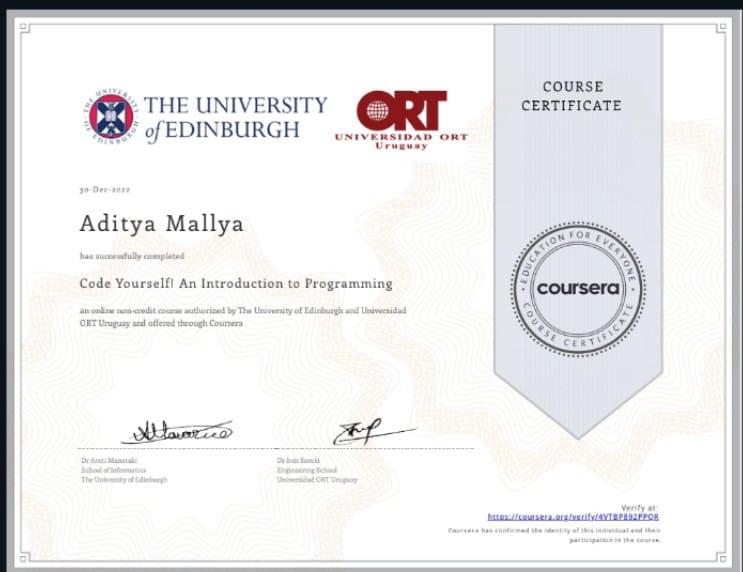 THE UNIVERSITY
of EDINBURGH
ORT
UNIVERSIDAD ORT
Uruguay
COURSE
CERTIFICATE
30-Dec-2022
Aditya Mallya
has successfully completed
Code Yourself! An Introduction to Programming
an online non-credit course authorized by The University of Edinburgh and Universidad
ORT Uruguay and offered through Coursera
EDUCATION FOR EVERYONE
coursera
COURSE CERTIFICATE
Dr Areti Manataki
School of Informatics
The University of Edinburgh
Dr Inés Kereki
Engineering School
Universidad ORT Uruguay
Verify at:
https://coursera.org/verify/4VTBP892PPQR
Coursera has confirmed the identity of this individual and their
participation in the course.